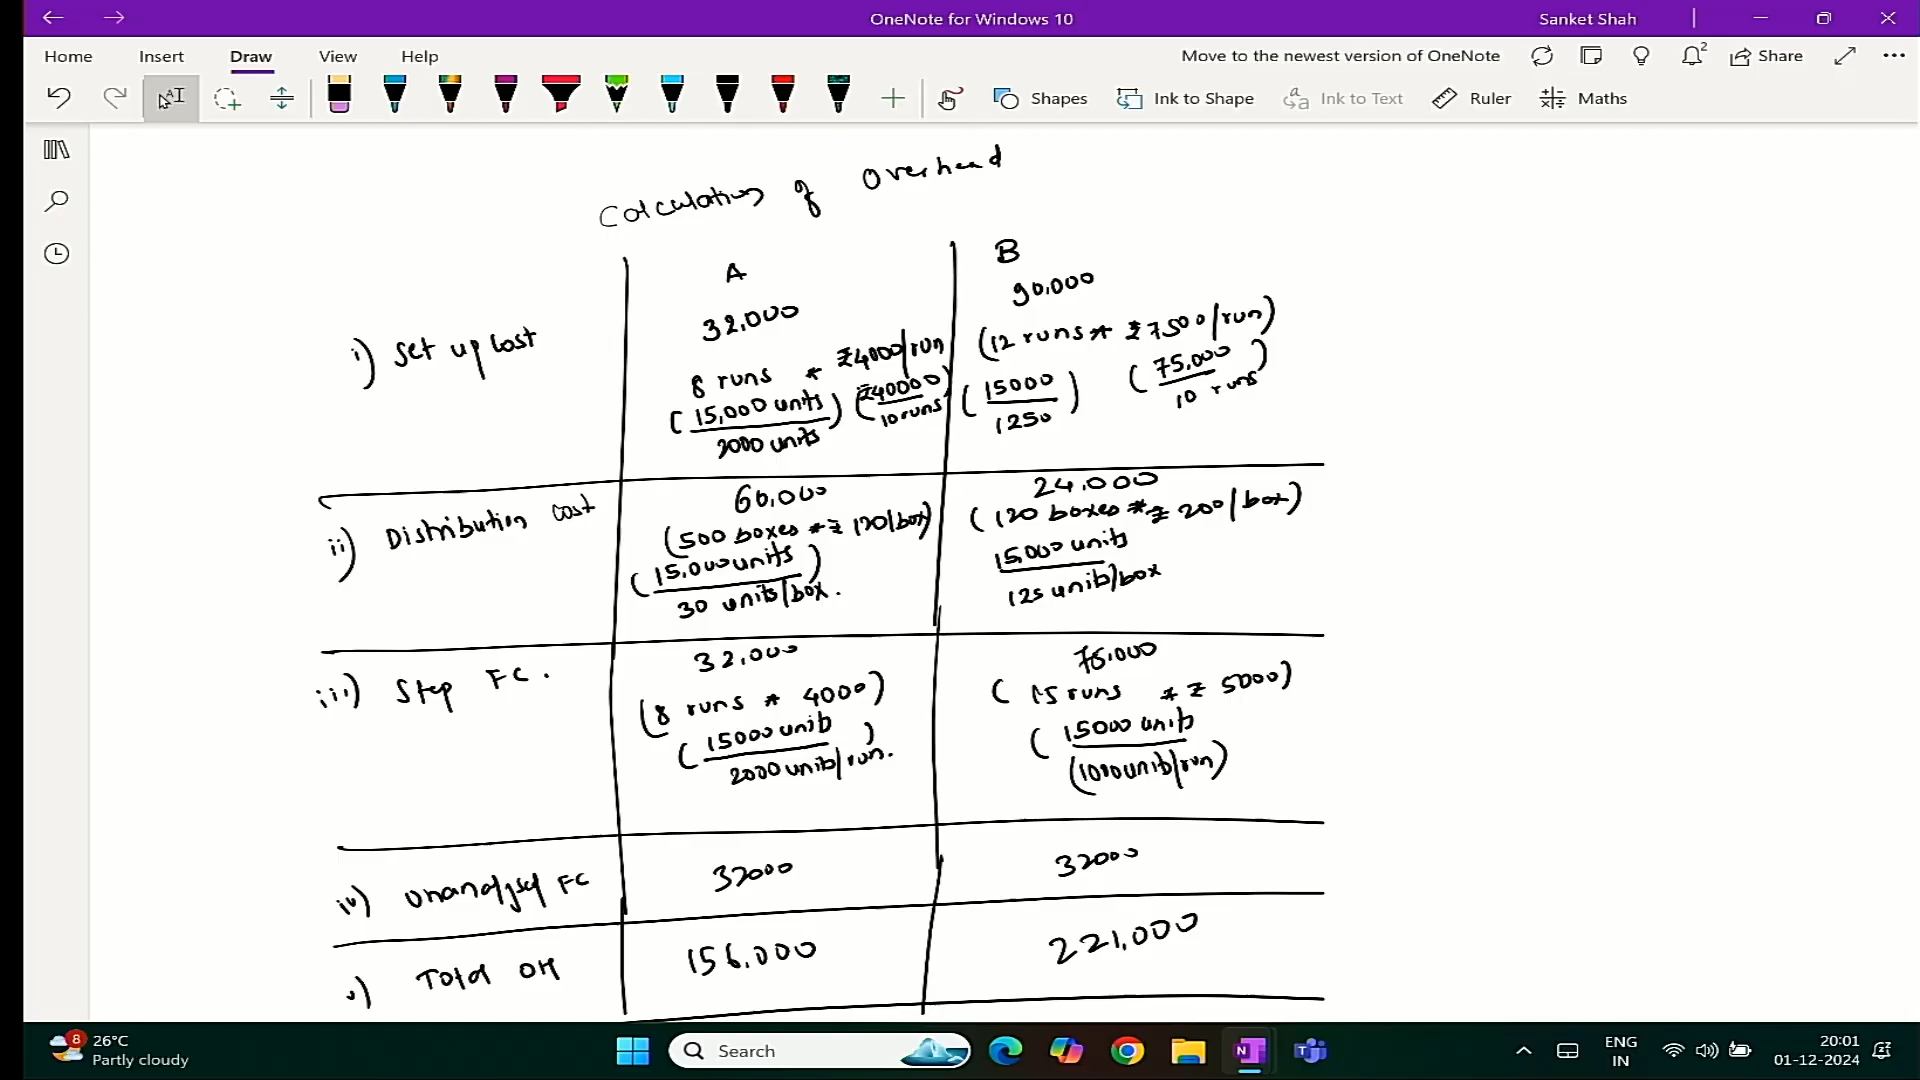 OneNote for Windows 10
Sanket Shah
Home Insert Draw View Help
Move to the newest version of OneNote
2
Share
Shapes
Ink to Shape
Ink to Text
Ruler
Maths
Calculation of Overhead
A
B
i) Set up Cost
32,000
8 runs * ₹4000/run
(15,000 units / 2000 units) (₹40000 / 10 runs)
90,000
(12 runs * ₹7500/run)
(15000 / 1250) (75,000 / 10 runs)
ii) Distribution Cost
60,000
(500 boxes * ₹120/box)
(15,000 units / 30 units/box.)
24,000
(120 boxes * ₹200/box)
15,000 units / 125 units/box
iii) Step FC.
32,000
(8 runs * 4000)
(15000 units / 2000 units/run.)
75,000
(15 runs * ₹5000)
(15000 units / (1000 units/run)
iv) FC
32000
32000
v) Total OH
156,000
221,000
8
26°C
Partly cloudy
Search
ENG
IN
20:01
01-12-2024